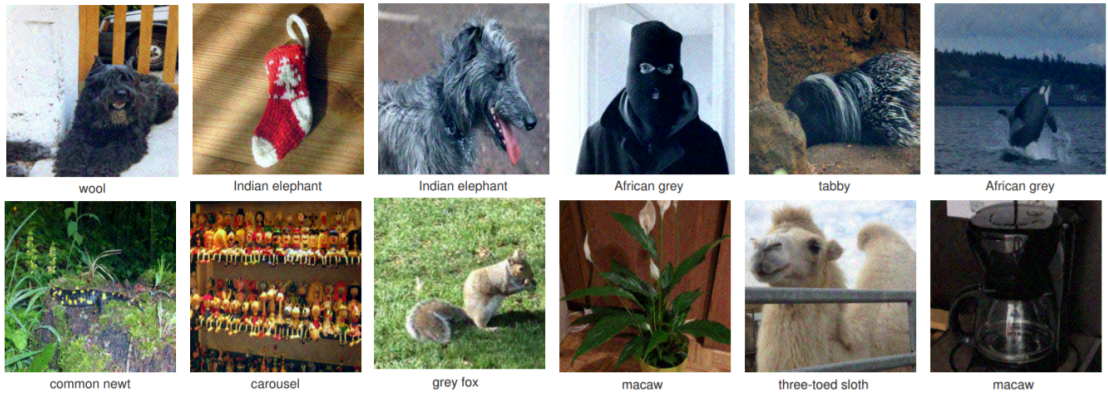 wool
Indian elephant
Indian elephant
African grey
tabby
African grey
common newt
carousel
grey fox
macaw
three-toed sloth
macaw